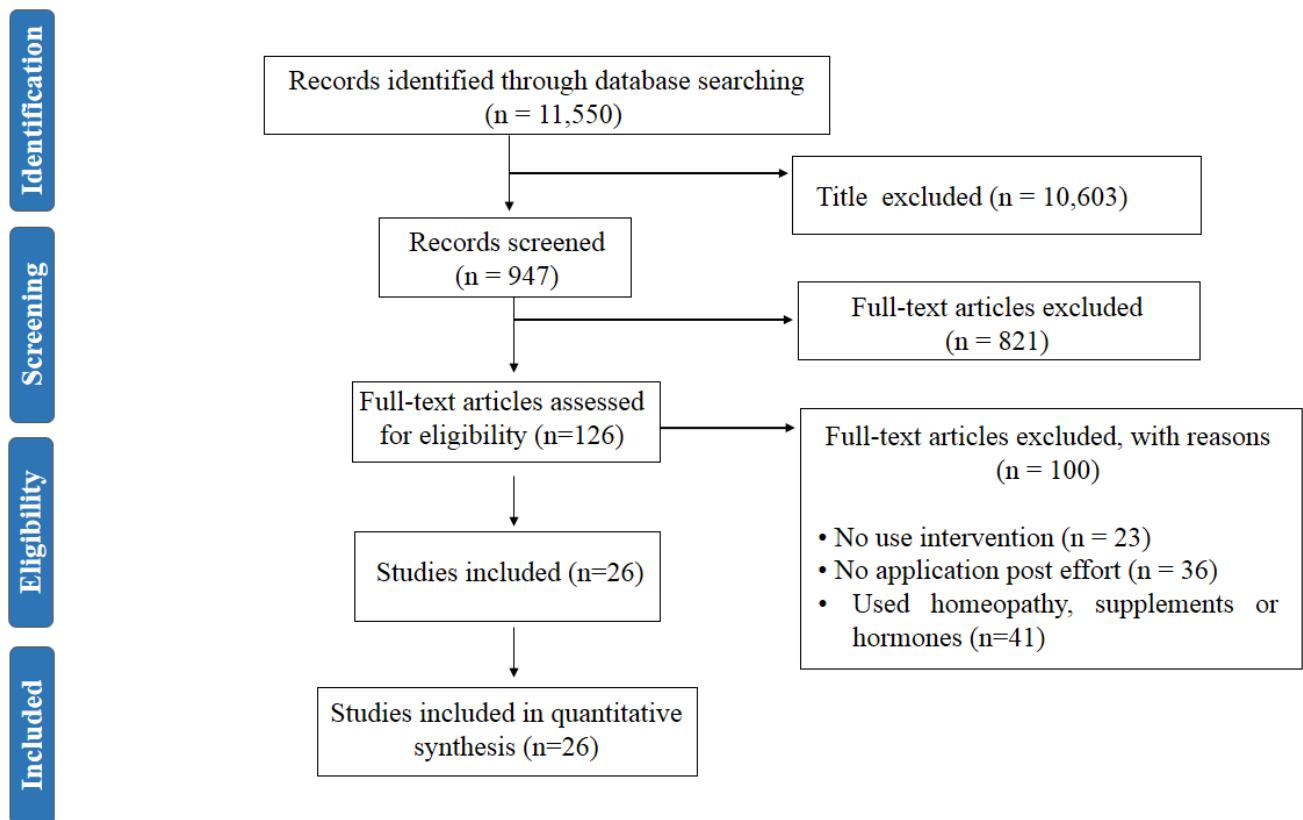 Identification
Records identified through database searching
(n = 11,550)
Title excluded (n = 10,603)
Screening
Records screened
(n = 947)
Full-text articles excluded
(n = 821)
Full-text articles assessed
for eligibility (n=126)
Full-text articles excluded, with reasons
(n = 100)
• No use intervention (n = 23)
• No application post effort (n = 36)
• Used homeopathy, supplements or
hormones (n=41)
Eligibility
Studies included (n=26)
Included
Studies included in quantitative
synthesis (n=26)